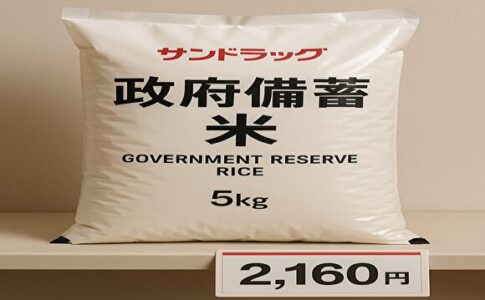 サンドラッグ
政府備蓄
米
GOVERNMENT RESERVE
RICE
5kg
2,160円